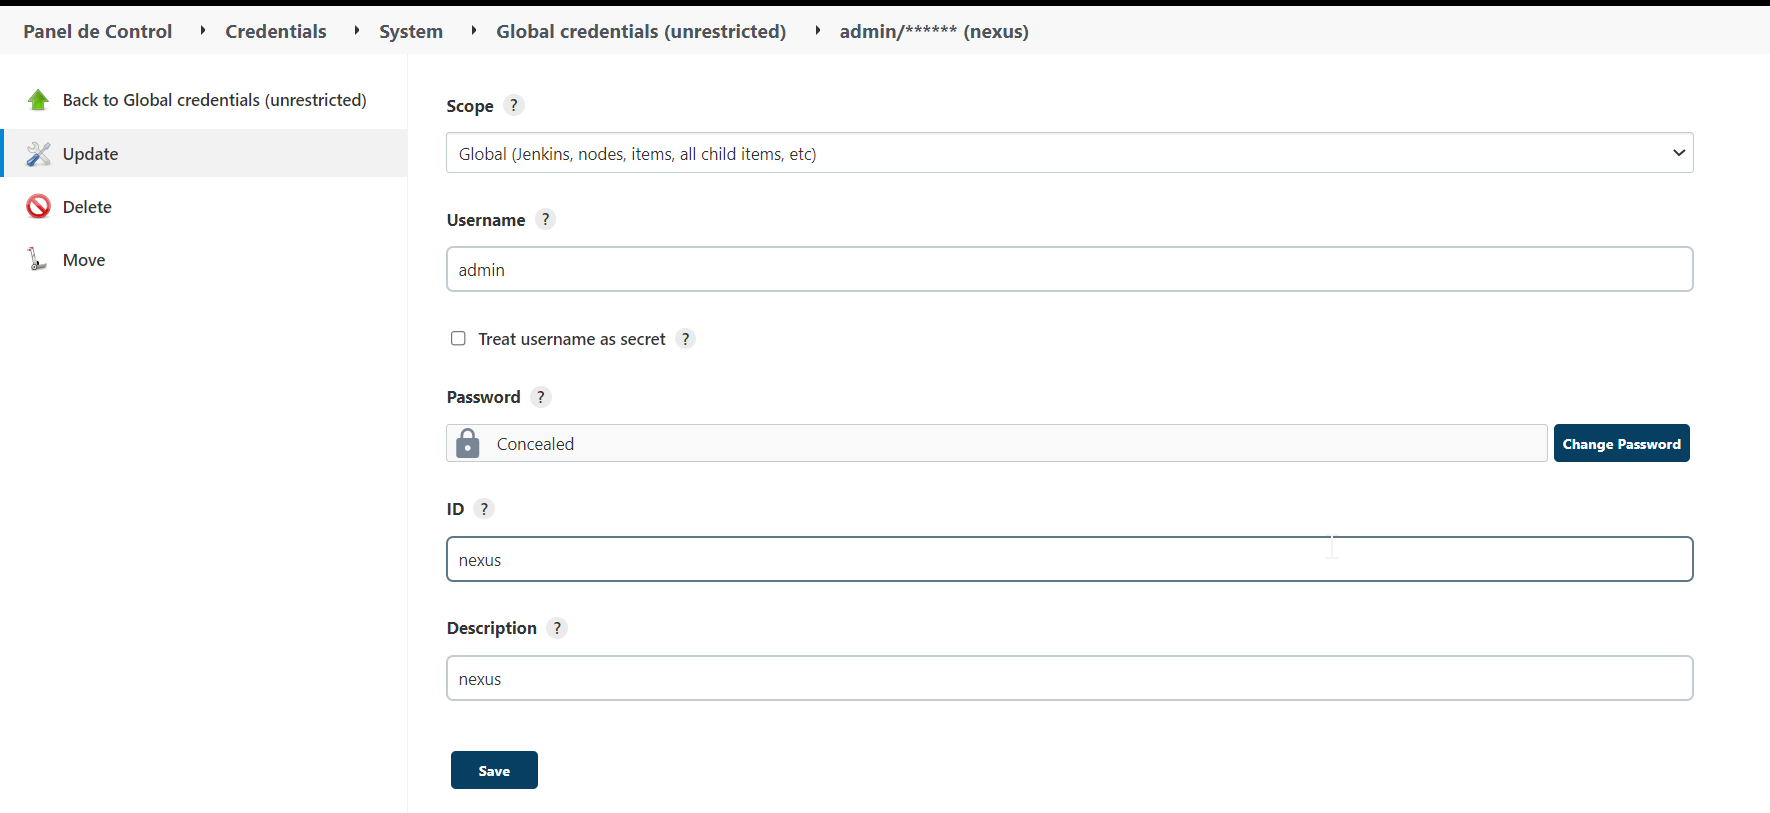 Panel de Control Credentials System Global credentials (unrestricted) admin/****** (nexus)
Back to Global credentials (unrestricted)
Update
Delete
Move
Scope ?
Global (Jenkins, nodes, items, all child items, etc)
Username ?
admin
Treat username as secret ?
Password ?
Concealed
Change Password
ID ?
nexus
Description ?
nexus
Save